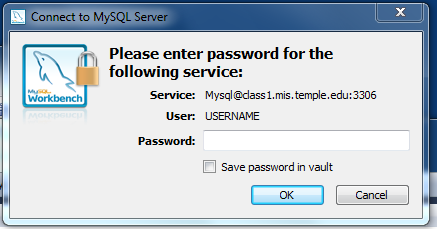 Connect to MySQL Server
Please enter password for the
following service:
MySQL
Workbench
Service: Mysql@class1.mis.temple.edu:3306
User: USERNAME
Password:
Save password in vault
OK Cancel